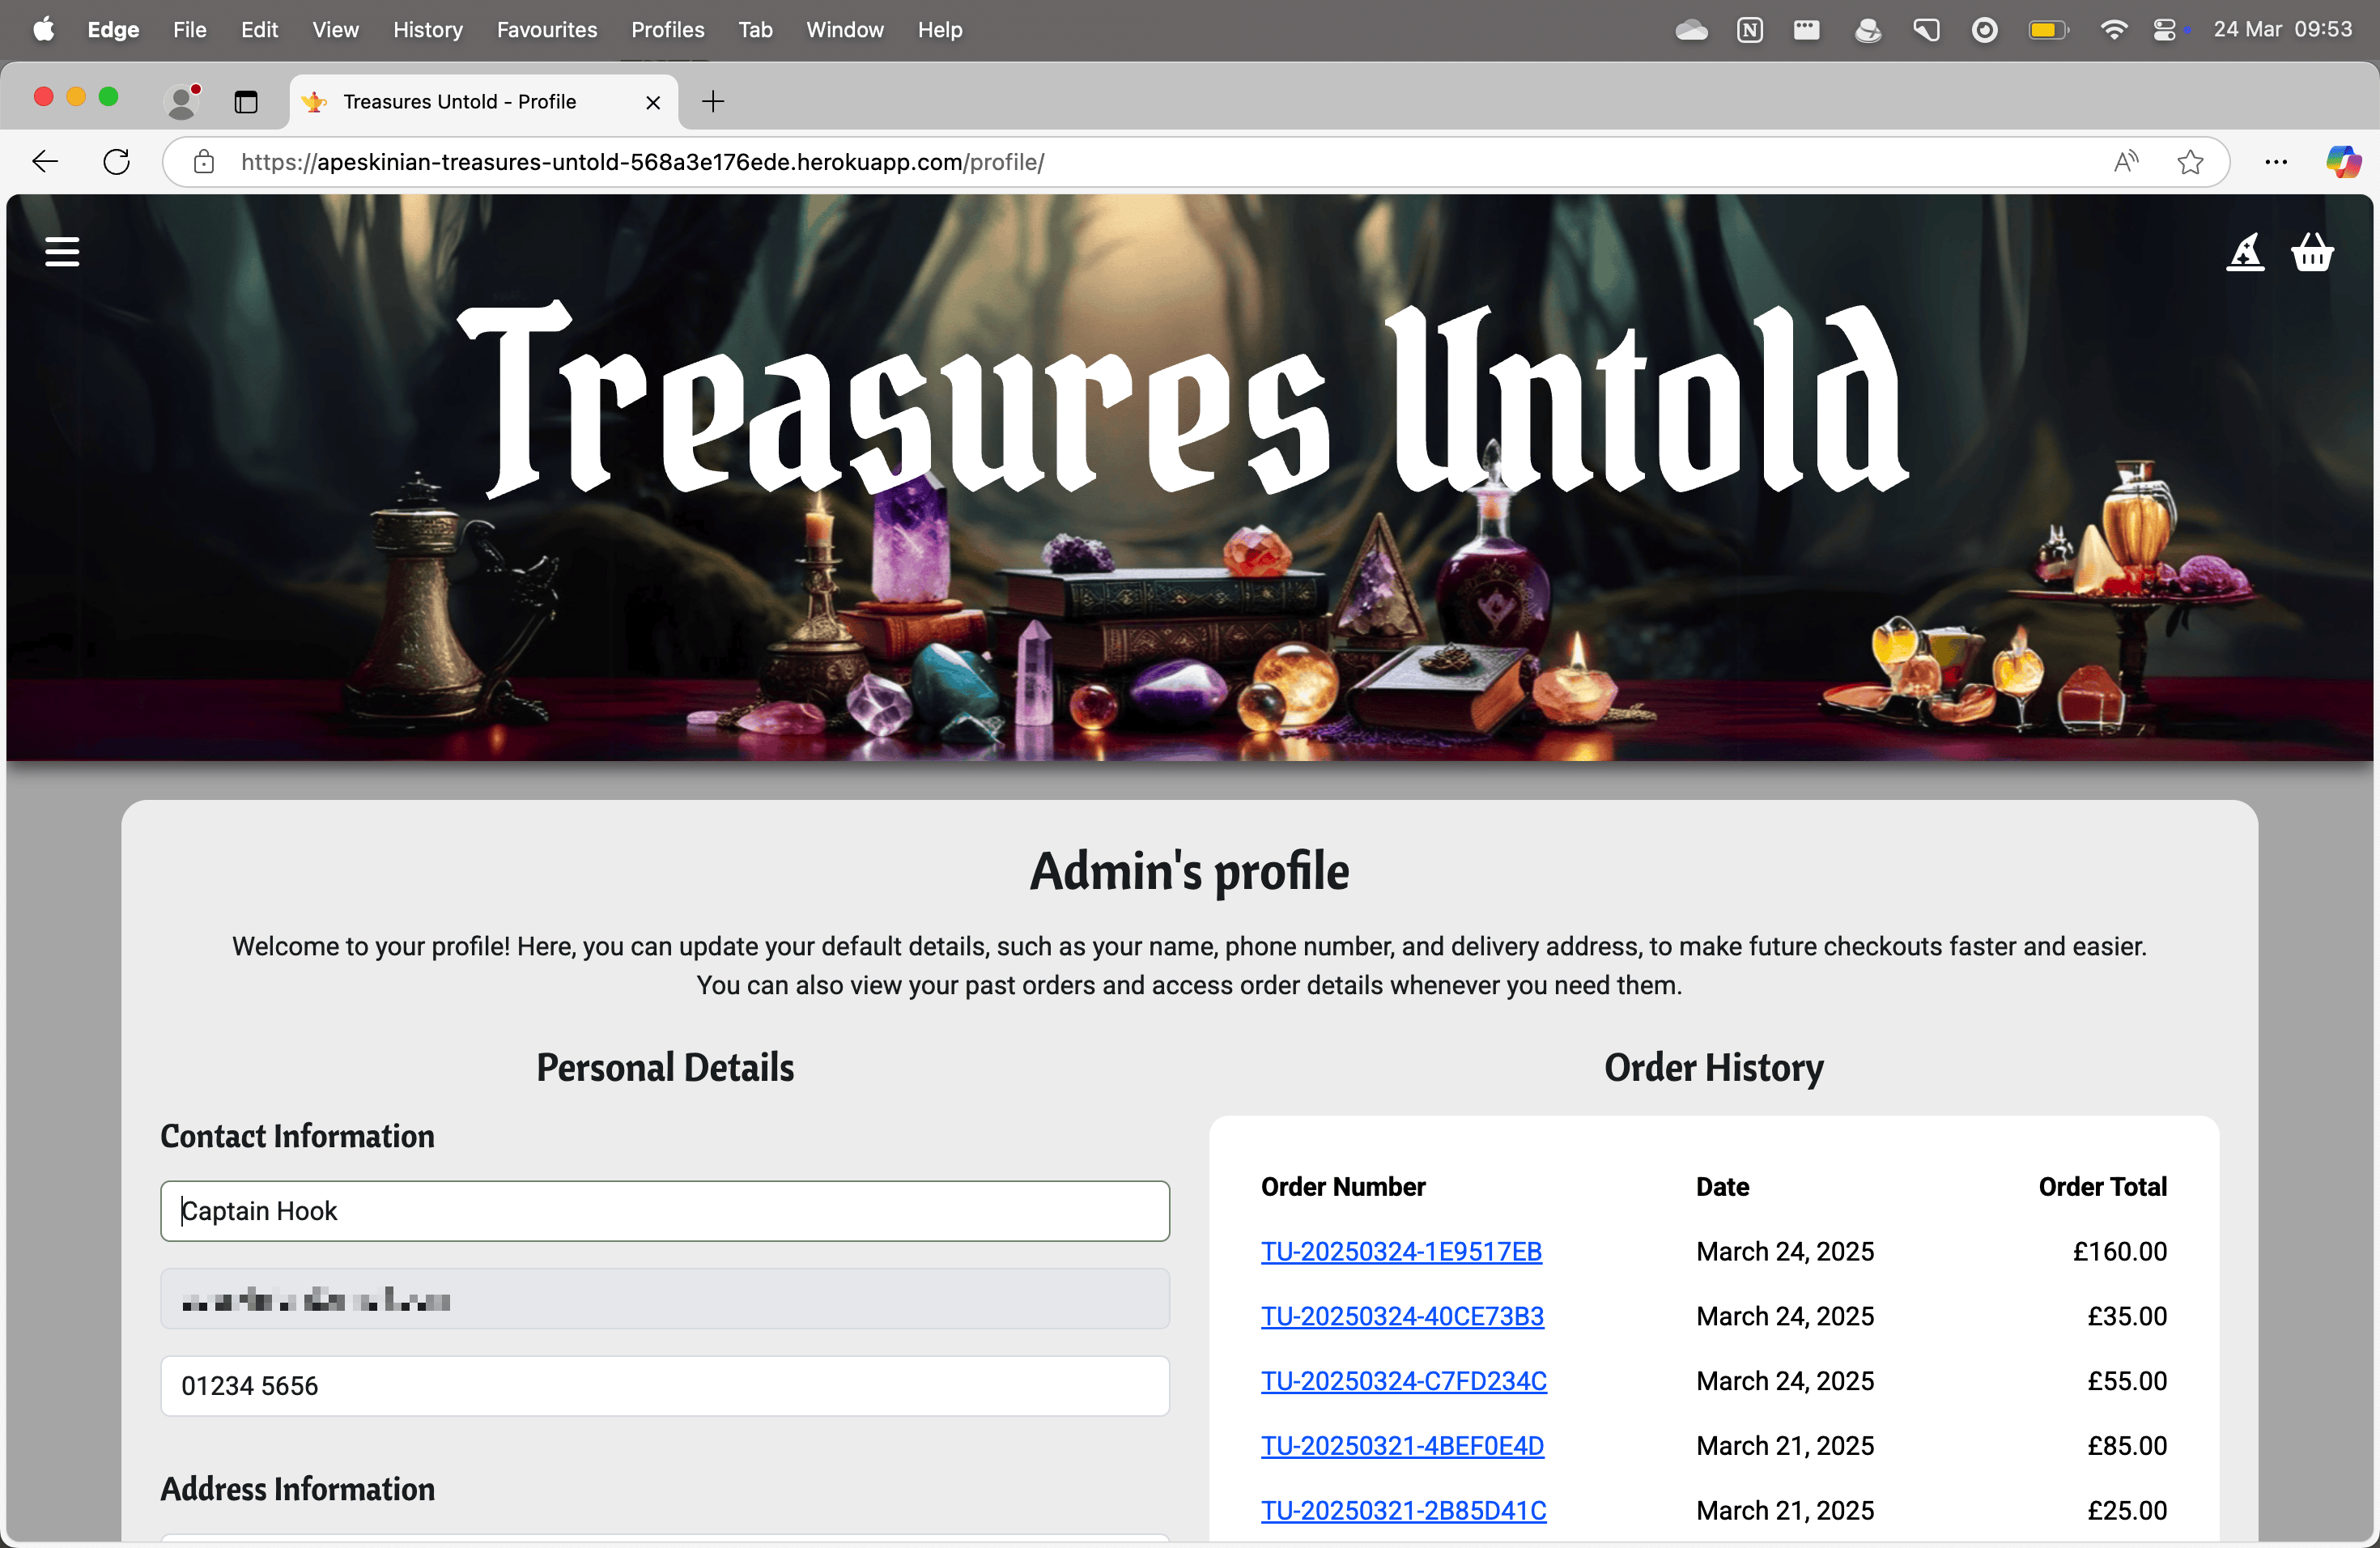 Edge File Edit View History Favourites Profiles Tab Window Help 24 Mar 09:53
Treasures Untold - Profile
https://apeskinian-treasures-untold-568a3e176ede.herokuapp.com/profile/
Treasures Untold
Admin's profile
Welcome to your profile! Here, you can update your default details, such as your name, phone number, and delivery address, to make future checkouts faster and easier.
You can also view your past orders and access order details whenever you need them.
Personal Details
Contact Information
Captain Hook
01234 5656
Address Information
Order History
Order Number Date Order Total
TU-20250324-1E9517EB March 24, 2025 £160.00
TU-20250324-40CE73B3 March 24, 2025 £35.00
TU-20250324-C7FD234C March 24, 2025 £55.00
TU-20250321-4BEF0E4D March 21, 2025 £85.00
TU-20250321-2B85D41C March 21, 2025 £25.00